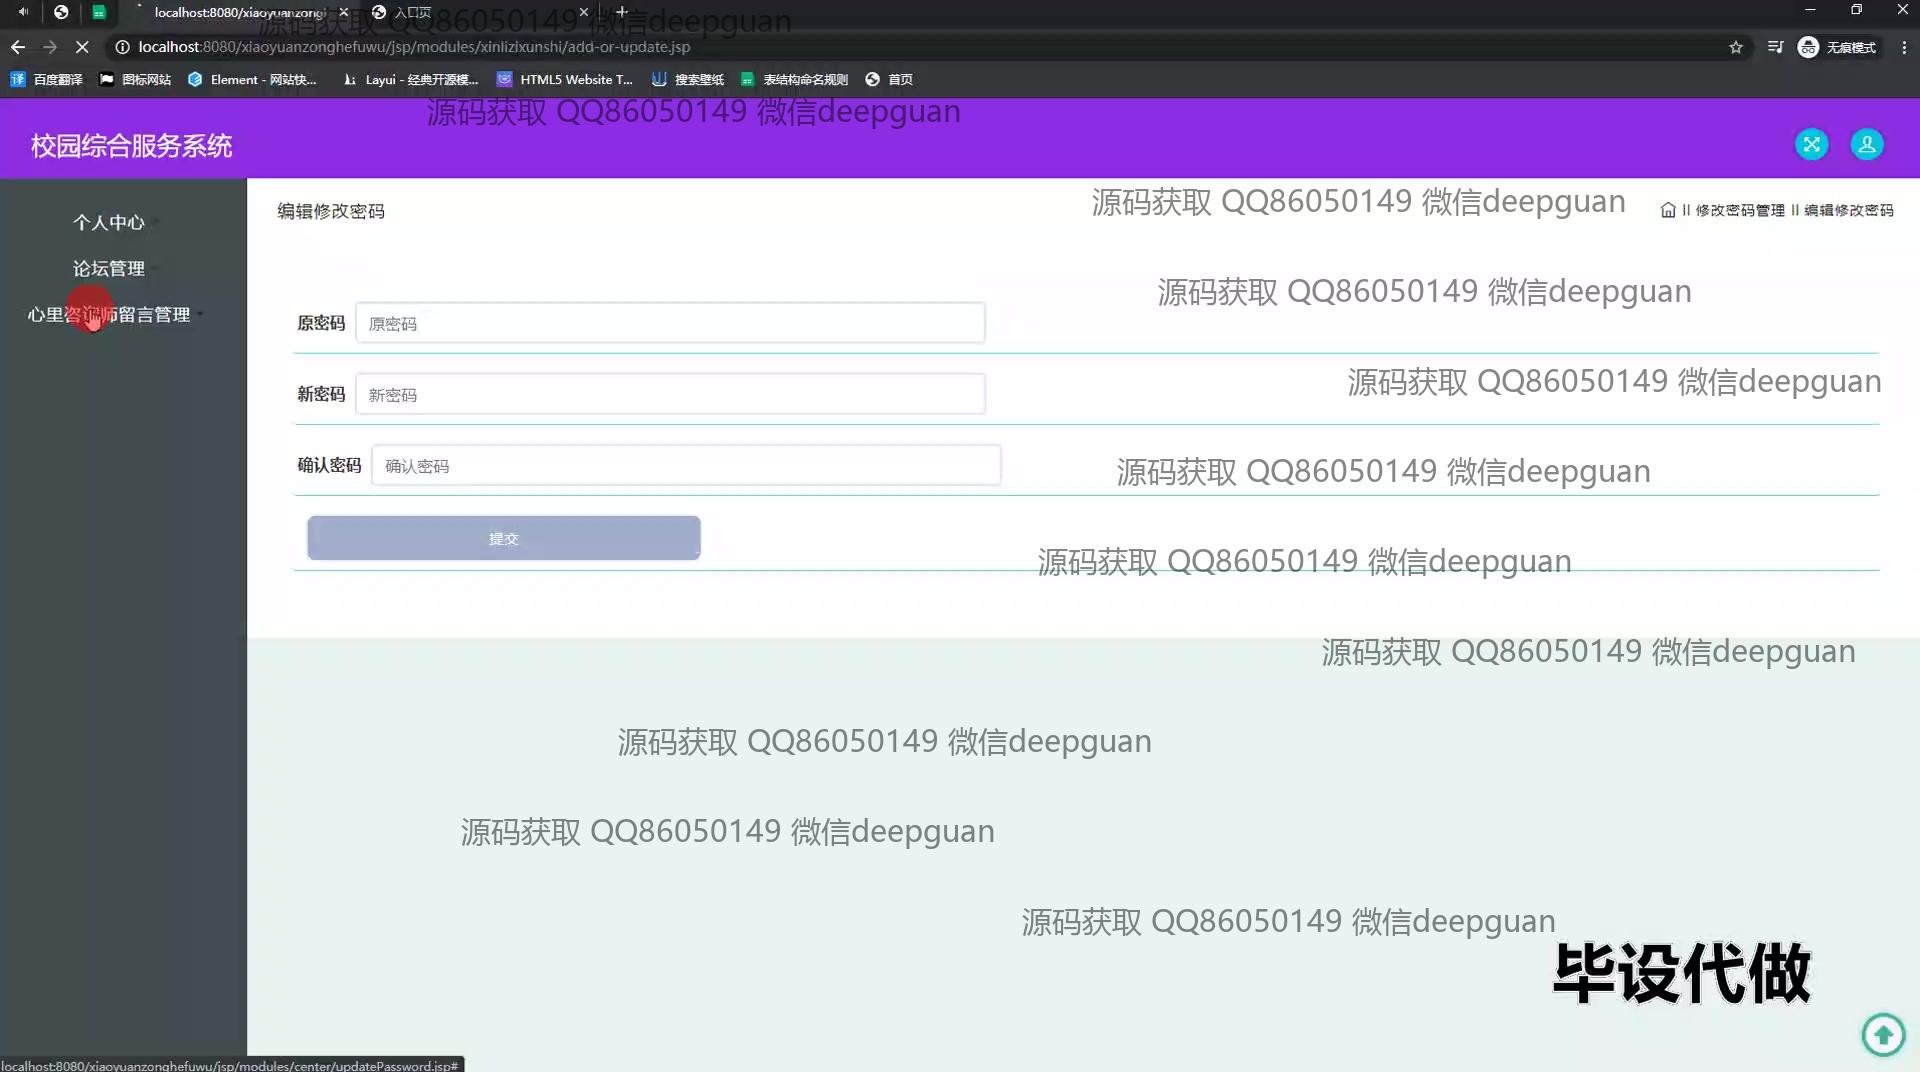 localhost:8080/xiaoyuanzongl
入口页
源码获取 QQ86050149 微信deepguan
localhost:8080/xiaoyuanzonghefuwu/jsp/modules/xinlizixunshi/add-or-update.jsp
无痕模式
百度翻译 图标网站 Element - 网站快... Layui - 经典开源模... HTML5 Website T... 搜索壁纸 表结构命名规则 首页
源码获取 QQ86050149 微信deepguan
校园综合服务系统
个人中心
论坛管理
心里咨询师留言管理
编辑修改密码
源码获取 QQ86050149 微信deepguan
修改密码管理 编辑修改密码
源码获取 QQ86050149 微信deepguan
原密码 原密码
源码获取 QQ86050149 微信deepguan
新密码 新密码
确认密码 确认密码
源码获取 QQ86050149 微信deepguan
提交
源码获取 QQ86050149 微信deepguan
源码获取 QQ86050149 微信deepguan
源码获取 QQ86050149 微信deepguan
源码获取 QQ86050149 微信deepguan
源码获取 QQ86050149 微信deepguan
毕设代做
localhost:8080/xiaoyuanzonghefuwu/jsp/modules/center/updatePassword.jsp#